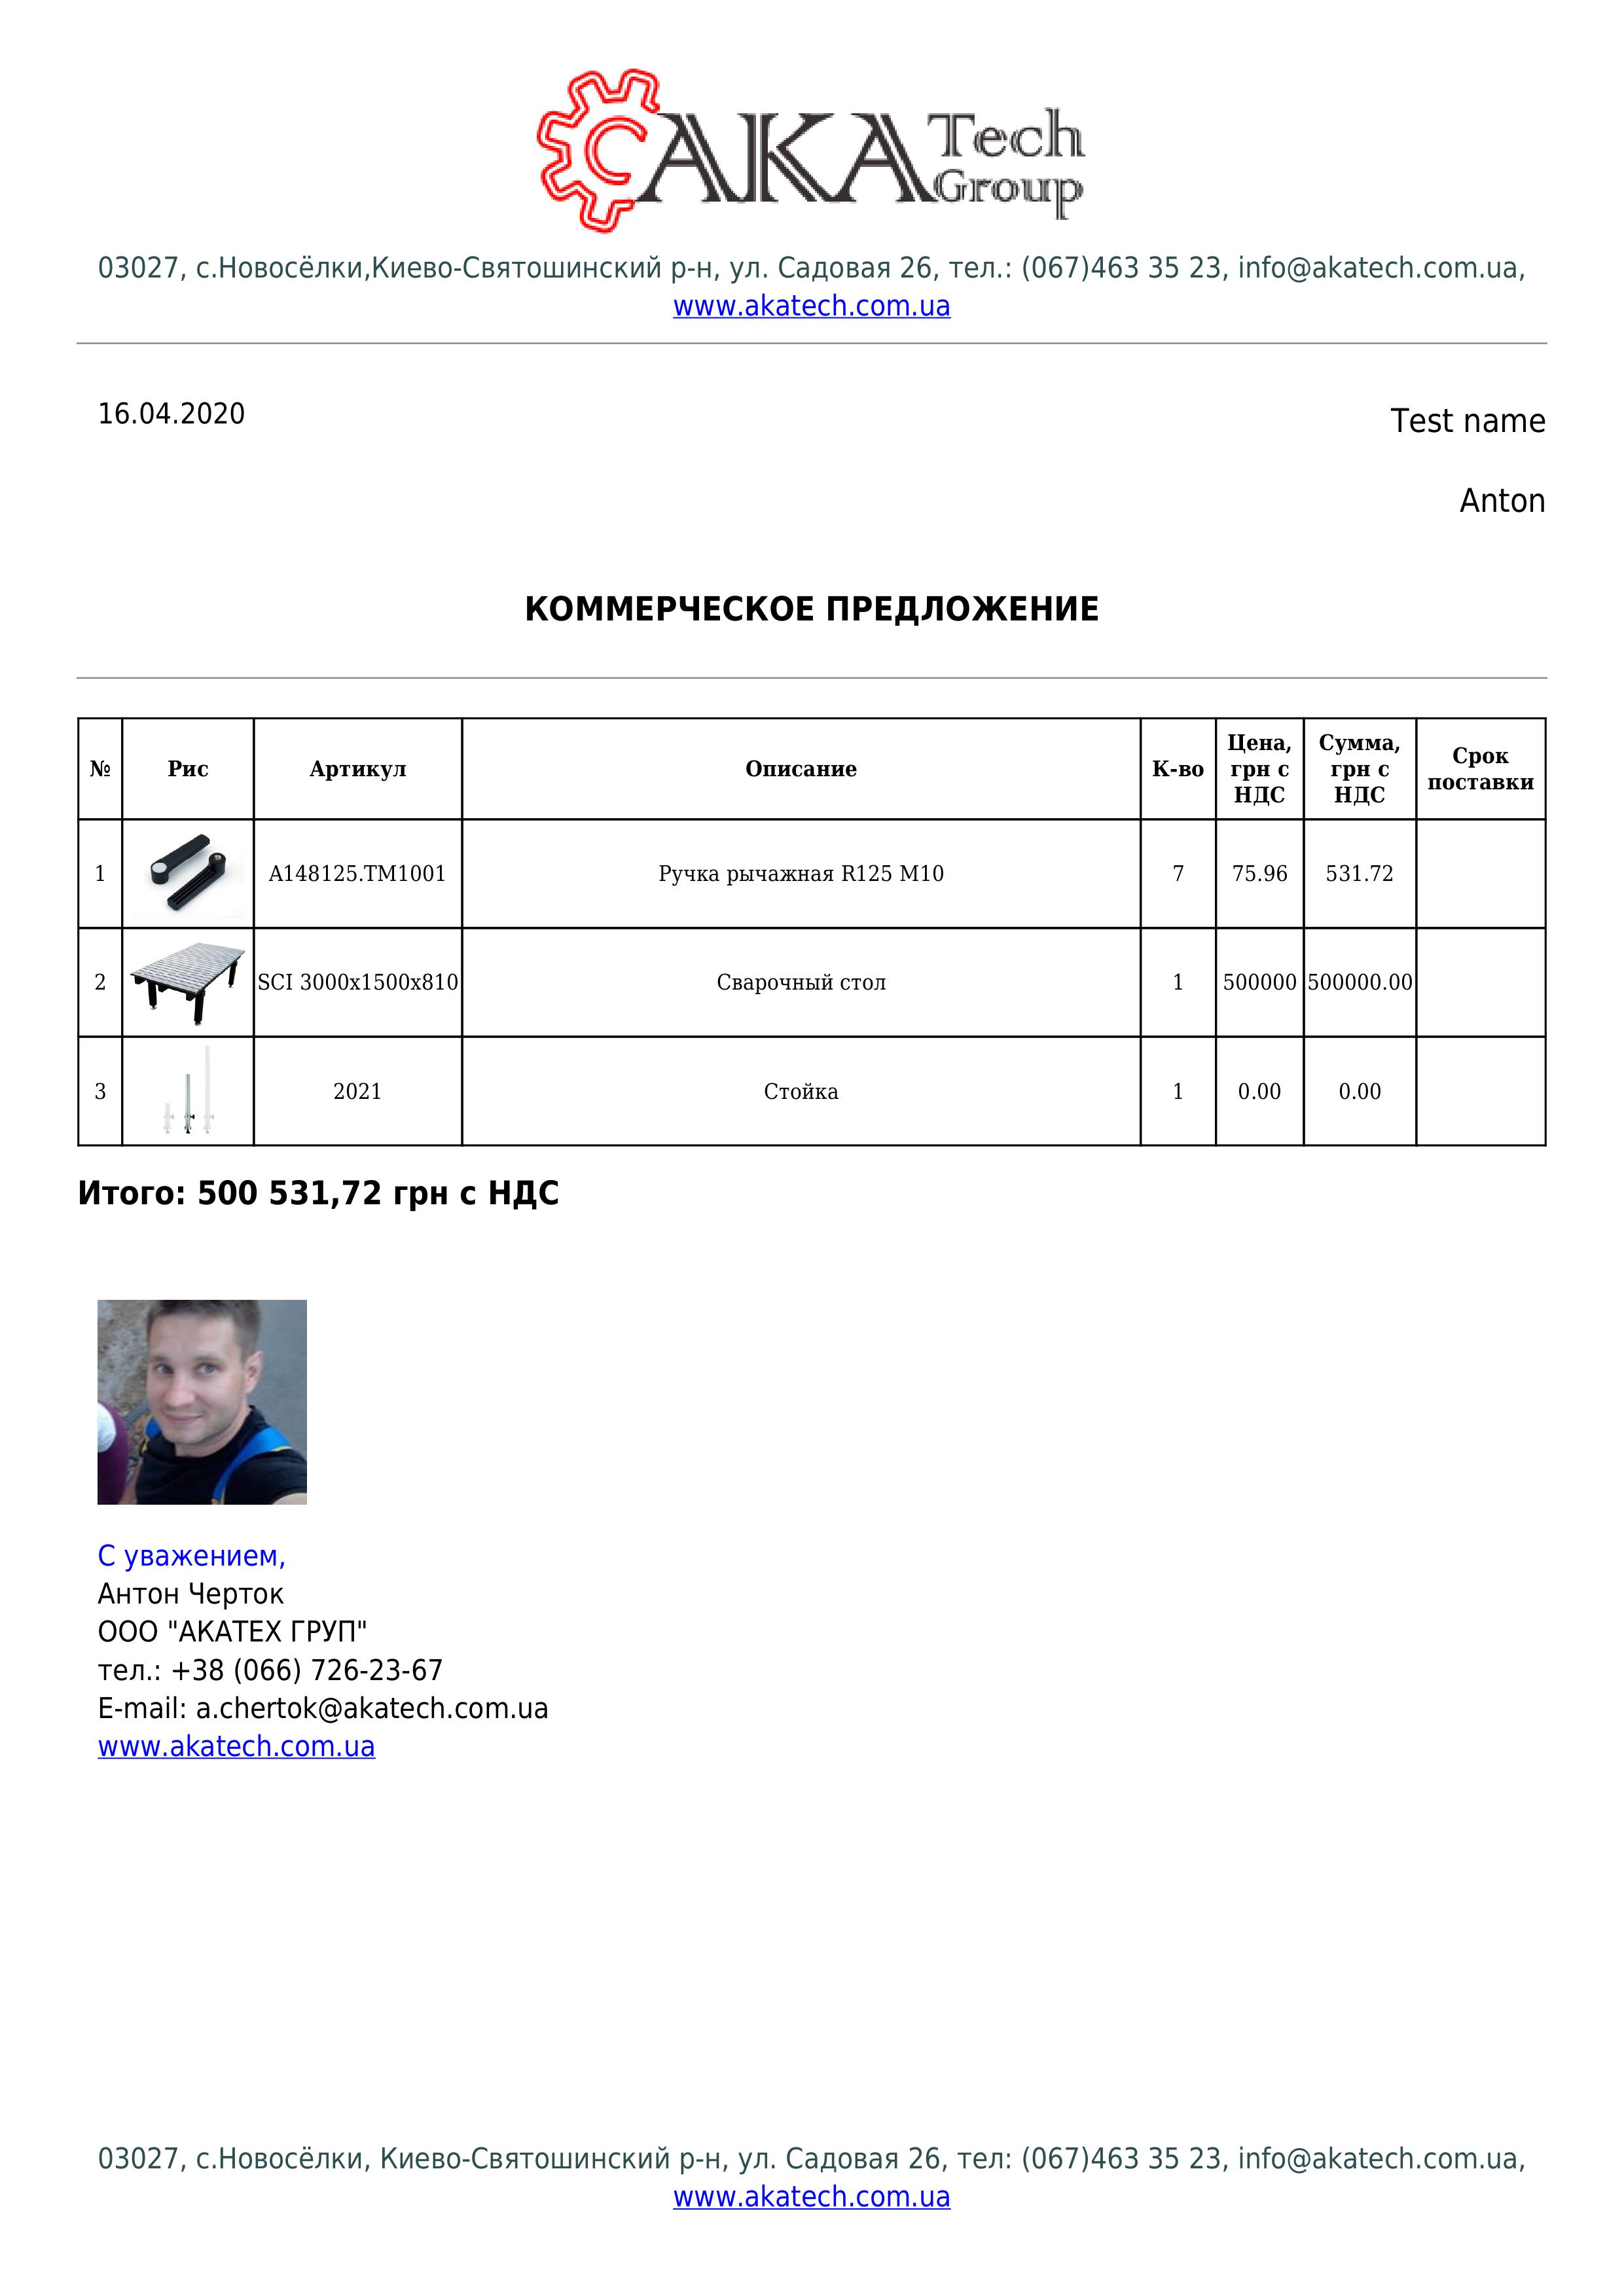 AKA Tech Group
03027, с.Новосёлки,Киево-Святошинский р-н, ул. Садовая 26, тел.: (067)463 35 23, info@akatech.com.ua,
www.akatech.com.ua
16.04.2020
Test name
Anton
КОММЕРЧЕСКОЕ ПРЕДЛОЖЕНИЕ
№ Рис Артикул Описание К-во Цена, грн с НДС Сумма, грн с НДС Срок поставки
1 A148125.TM1001 Ручка рычажная R125 M10 7 75.96 531.72
2 SCI 3000x1500x810 Сварочный стол 1 500000 500000.00
3 2021 Стойка 1 0.00 0.00
Итого: 500 531,72 грн с НДС
С уважением,
Антон Черток
ООО "АКАТЕХ ГРУП"
тел.: +38 (066) 726-23-67
E-mail: a.chertok@akatech.com.ua
www.akatech.com.ua
03027, с.Новосёлки, Киево-Святошинский р-н, ул. Садовая 26, тел: (067)463 35 23, info@akatech.com.ua,
www.akatech.com.ua